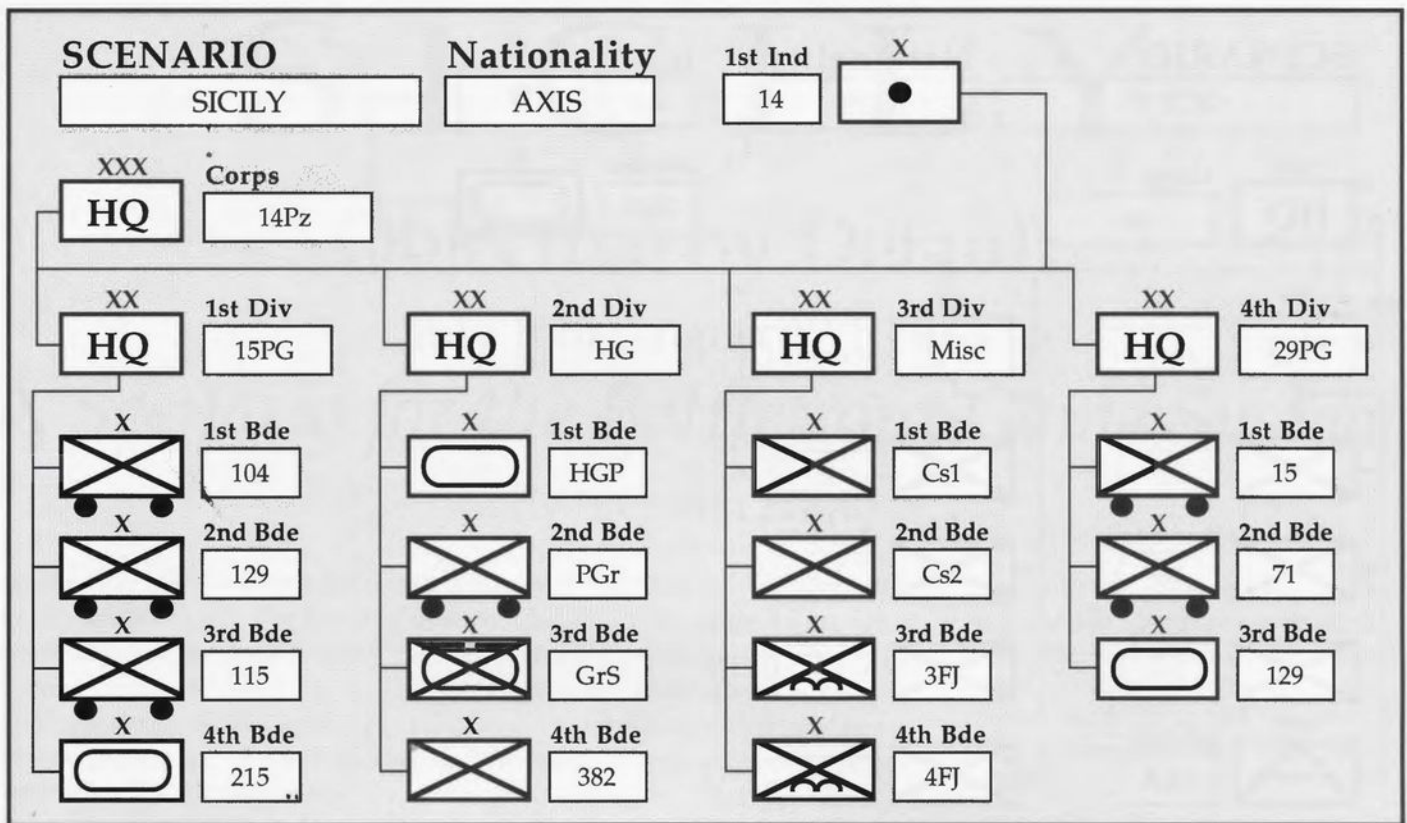 SCENARIO Nationality 1st Ind X
SICILY AXIS 14
XXX Corps
HQ 14Pz
XX 1st Div XX 2nd Div XX 3rd Div XX 4th Div
HQ 15PG HQ HG HQ Misc HQ 29PG
X 1st Bde X 1st Bde X 1st Bde X 1st Bde
104 HGP Cs1 15
X 2nd Bde X 2nd Bde X 2nd Bde X 2nd Bde
129 PGr Cs2 71
X 3rd Bde X 3rd Bde X 3rd Bde X 3rd Bde
115 GrS 3FJ 129
X 4th Bde X 4th Bde X 4th Bde
215 382 4FJ